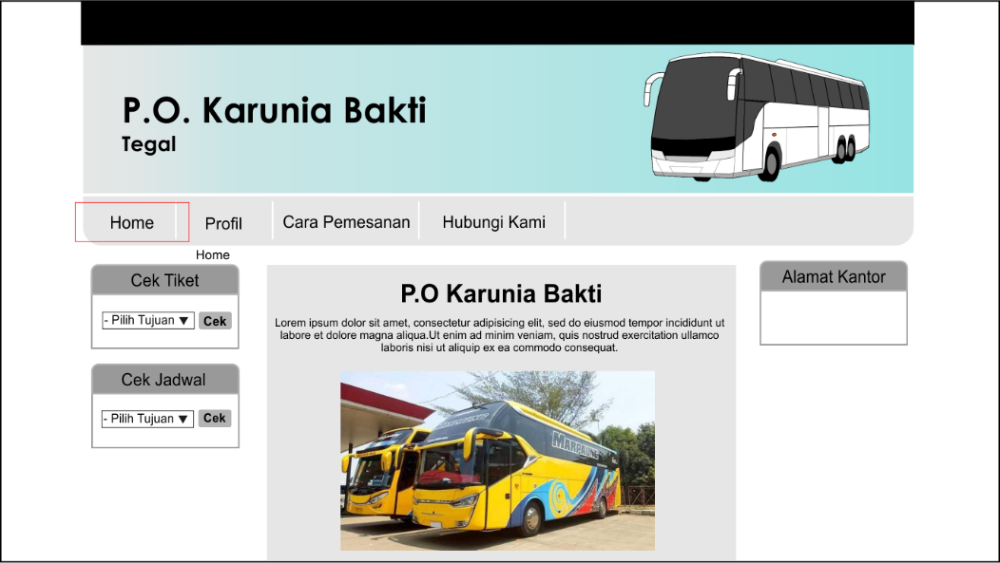 P.O. Karunia Bakti
Tegal
Home
Profil
Cara Pemesanan
Hubungi Kami
Home
Cek Tiket
- Pilih Tujuan ▼ Cek
Cek Jadwal
- Pilih Tujuan ▼ Cek
P.O Karunia Bakti
Lorem ipsum dolor sit amet, consectetur adipisicing elit, sed do eiusmod tempor incididunt ut
labore et dolore magna aliqua.Ut enim ad minim veniam, quis nostrud exercitation ullamco
laboris nisi ut aliquip ex ea commodo consequat.
Alamat Kantor